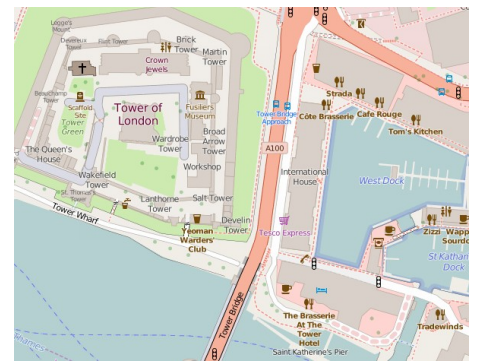 Legge's
Mount
Devereux
Tower
Flint Tower
Brick
Tower
Martin
Tower
Crown
Jewels
Beauchamp
Tower
Scaffold
Site
Tower
Green
Tower of
London
Fusiliers
Museum
Wardrobe
Tower
Broad
Arrow
Tower
The Queen's
House
Workshop
Wakefield
Tower
St. Thomas's
Tower
Lanthorne
Tower
Salt Tower
Develin
Tower
Yeoman
Warders'
Club
Tower Wharf
Tower Bridge
Approach
A100
International
House
Tesco Express
Tower Bridge
Strada
Côte Brasserie
Cafe Rouge
Tom's Kitchen
West Dock
Zizzi
Wapp
Sourdo
St Kathar
Dock
The Brasserie
At The
Tower
Hotel
Saint Katherine's Pier
Tradewinds
Thames